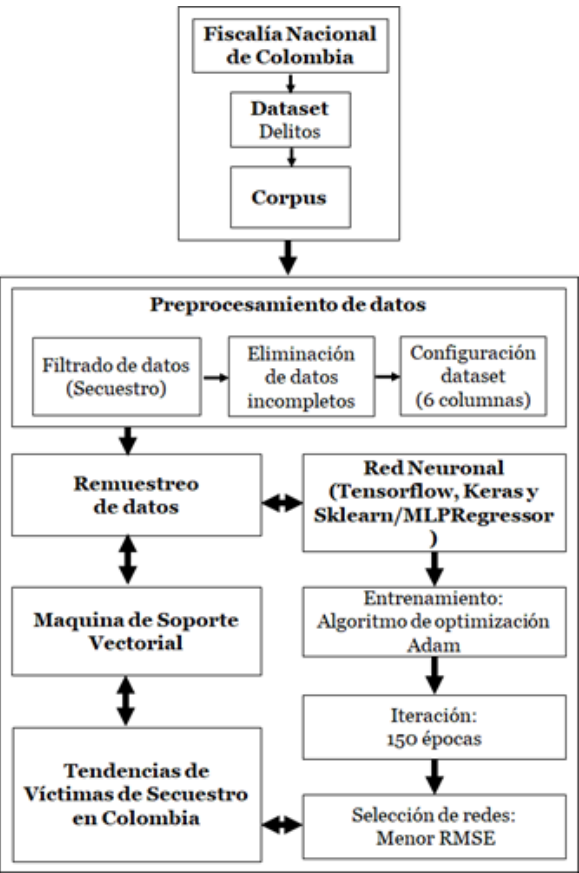 Fiscalía Nacional
de Colombia
Dataset
Delitos
Corpus
Preprocesamiento de datos
Filtrado de datos
(Secuestro)
Eliminación
de datos
incompletos
Configuración
dataset
(6 columnas)
Remuestreo
de datos
Red Neuronal
(Tensorflow, Keras y
Sklearn/MLPRegressor
)
Maquina de Soporte
Vectorial
Entrenamiento:
Algoritmo de optimización
Adam
Iteración:
150 épocas
Tendencias de
Víctimas de Secuestro
en Colombia
Selección de redes:
Menor RMSE